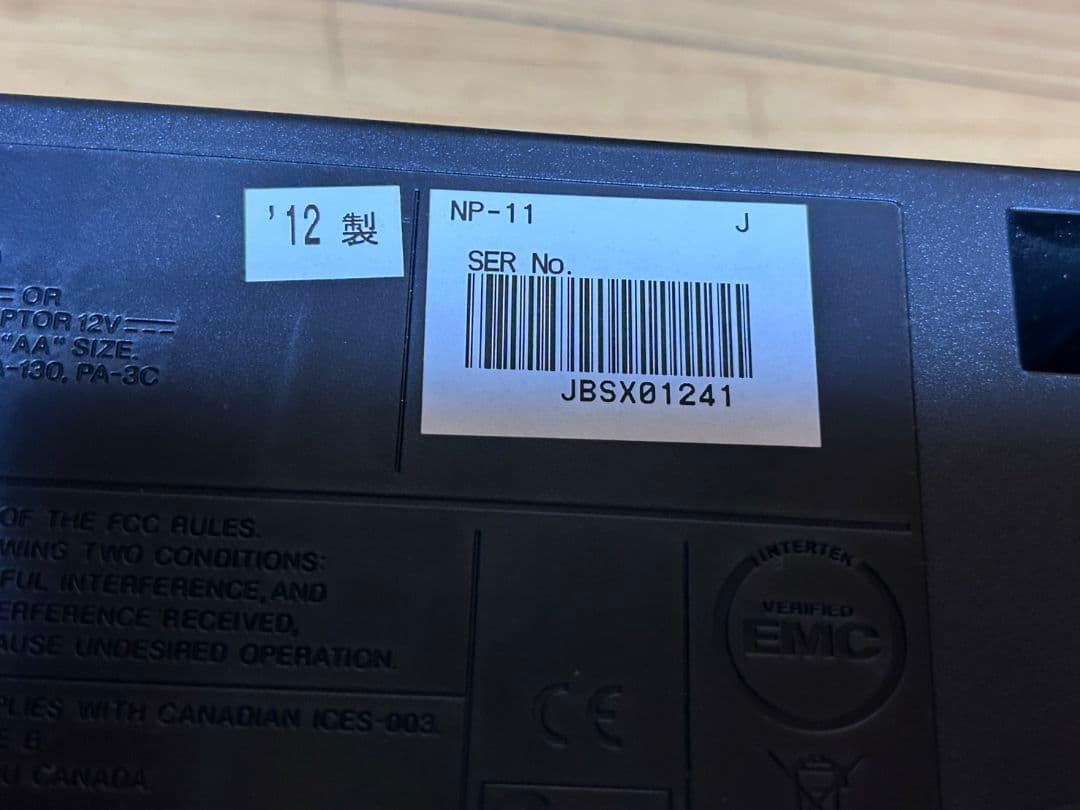 '12 製
NP-11 J
SER No.
JBSX01241
OR
PTOR 12V
"AA" SIZE.
-130, PA-3C
OF THE FCC RULES.
WING TWO CONDITIONS:
FUL INTERFERENCE, AND
ERFERENCE RECEIVED,
AUSE UNDESIRED OPERATION.
PLIES WITH CANADIAN ICES-003.
E B
U CANADA
INTERTEK
VERIFIED
EMC
CE